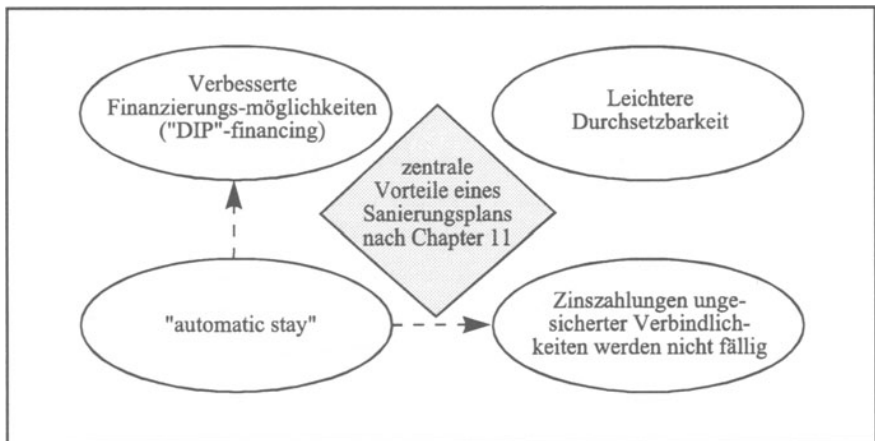 Verbesserte
Finanzierungs-möglichkeiten
("DIP"-financing)
Leichtere
Durchsetzbarkeit
zentrale
Vorteile eines
Sanierungsplans
nach Chapter 11
"automatic stay"
Zinszahlungen unge-
sicherter Verbindlich-
keiten werden nicht fällig